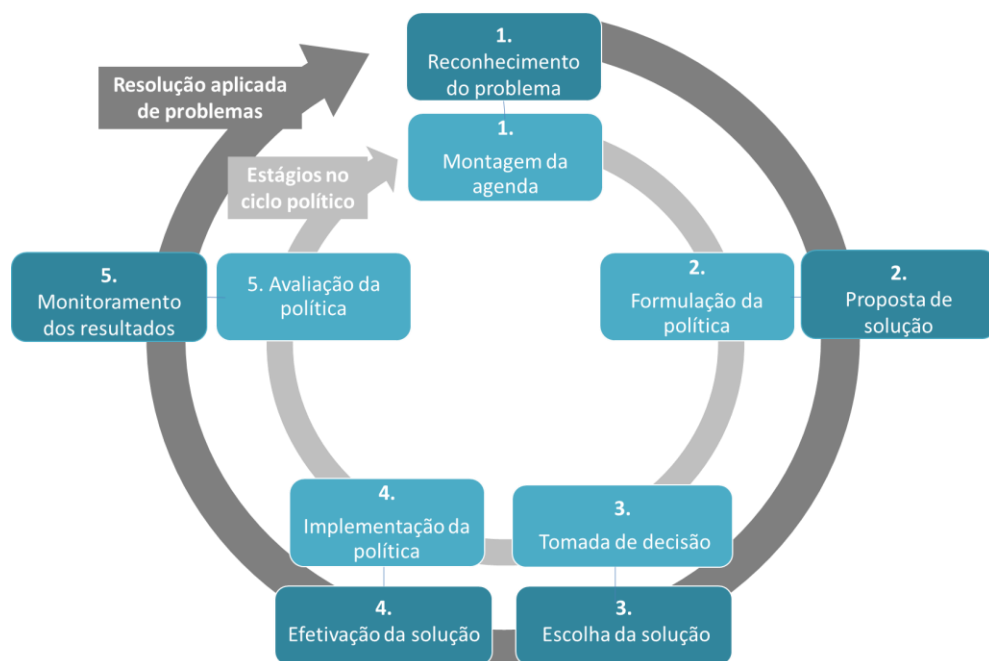 1.
Reconhecimento
do problema
Resolução aplicada
de problemas
1.
Montagem da
agenda
Estágios no
ciclo político
5.
Monitoramento
dos resultados
5. Avaliação da
política
2.
Formulação da
política
2.
Proposta de
solução
4.
Implementação da
política
3.
Tomada de decisão
4.
Efetivação da solução
3.
Escolha da solução